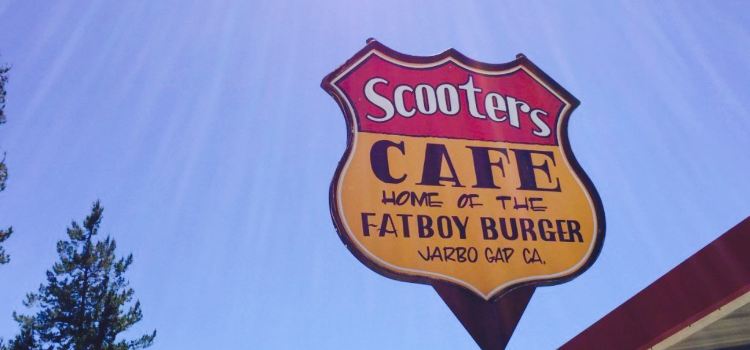 Scooters
CAFE
HOME OF THE
FATBOY BURGER
JARBO GAP CA.